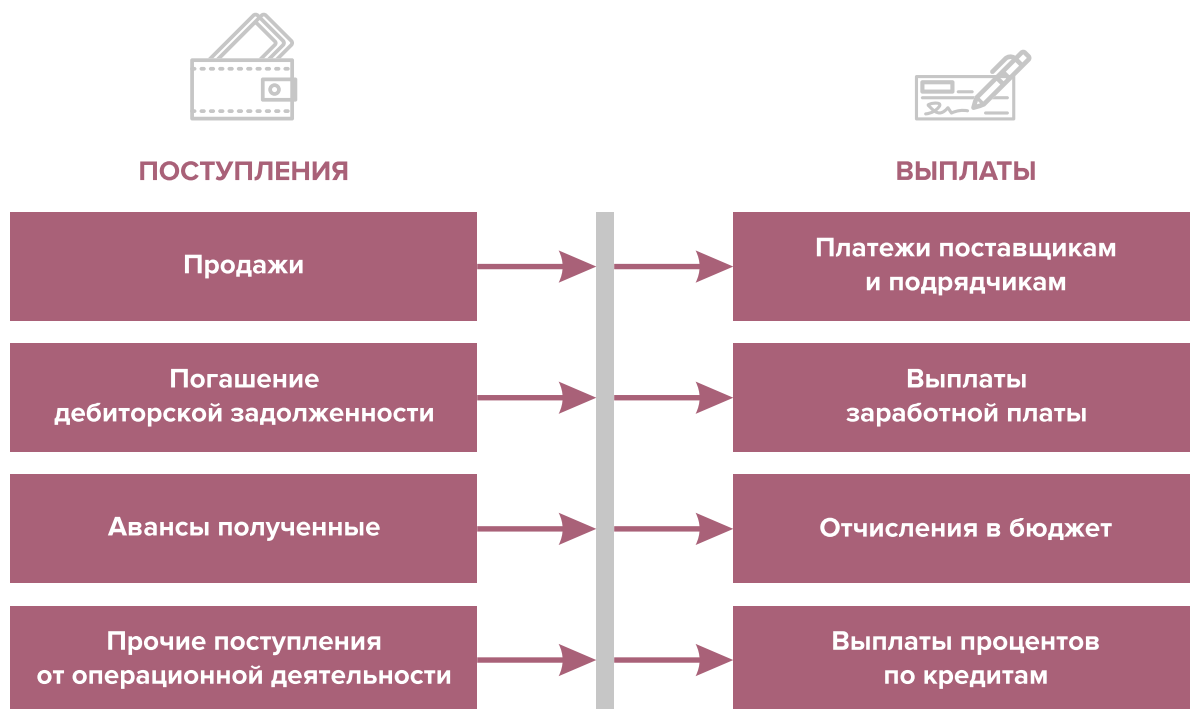 ПОСТУПЛЕНИЯ
Продажи
Погашение
дебиторской задолженности
Авансы полученные
Прочие поступления
от операционной деятельности
ВЫПЛАТЫ
Платежи поставщикам
и подрядчикам
Выплаты
заработной платы
Отчисления в бюджет
Выплаты процентов
по кредитам